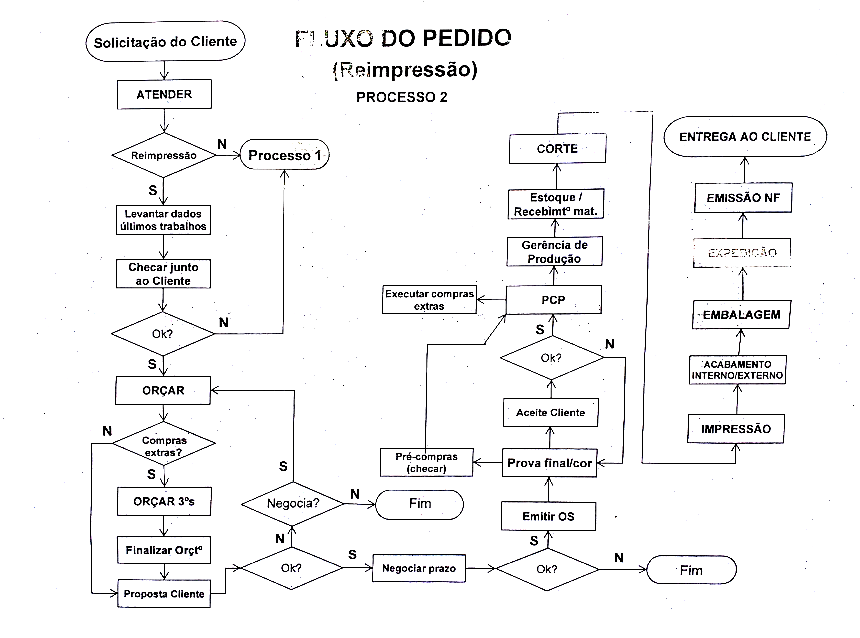 FLUXO DO PEDIDO
(Reimpressão)
PROCESSO 2
Solicitação do Cliente
ATENDER
Reimpressão
N
Processo 1
S
Levantar dados
últimos trabalhos
Checar junto
ao Cliente
Ok?
N
S
ORÇAR
Compras
extras?
N
S
ORÇAR 3ºs
Finalizar Orçtº
Proposta Cliente
Ok?
N
Negocia?
S
N
Fim
S
Negociar prazo
Ok?
N
Fim
S
Emitir OS
Prova final/cor
Pré-compras
(checar)
Aceite Cliente
Ok?
N
S
PCP
Executar compras
extras
Gerência de
Produção
Estoque /
Recebimtº mat.
CORTE
IMPRESSÃO
ACABAMENTO
INTERNO/EXTERNO
EMBALAGEM
EXPEDIÇÃO
EMISSÃO NF
ENTREGA AO CLIENTE